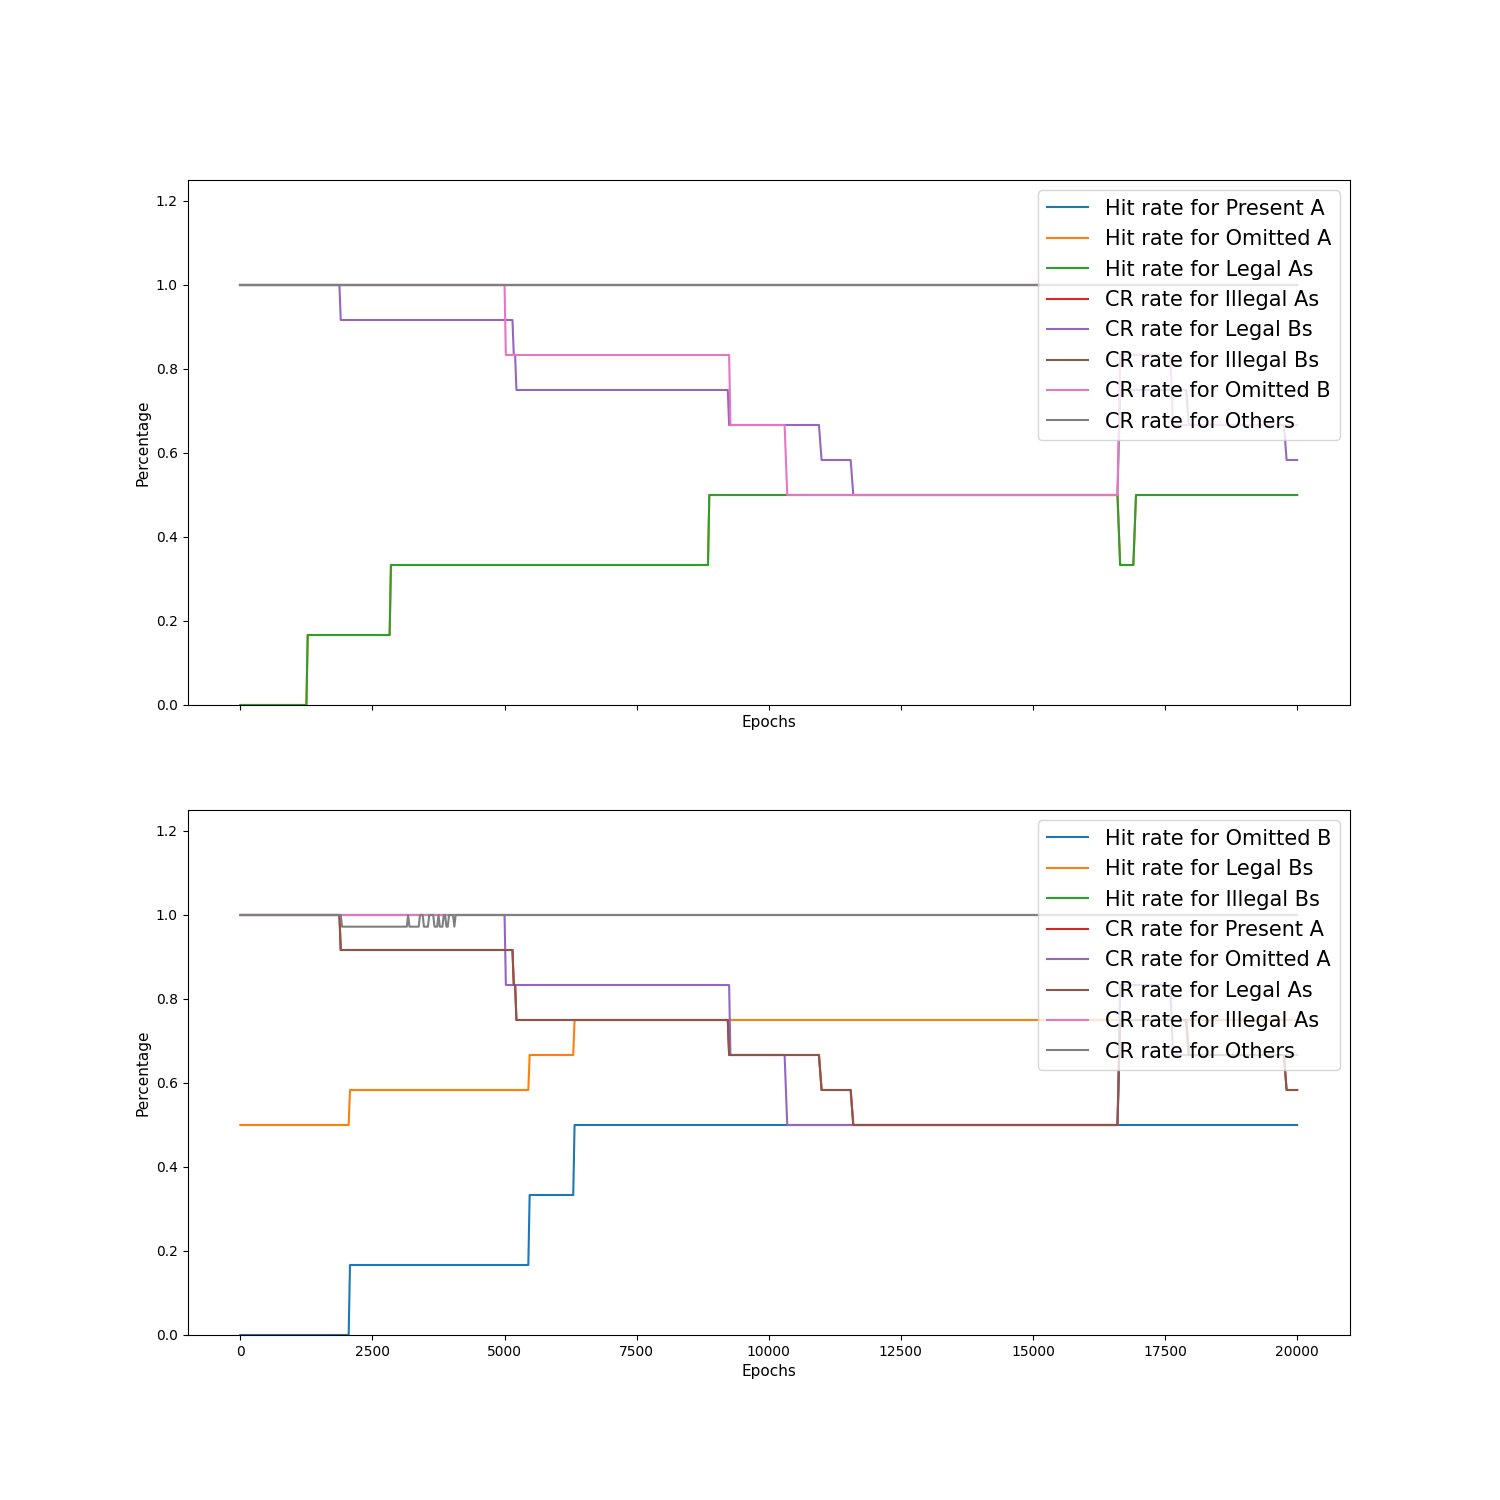 1.2
1.0
0.8
0.6
0.4
0.2
0.0
Percentage
Epochs
Hit rate for Present A
Hit rate for Omitted A
Hit rate for Legal As
CR rate for Illegal As
CR rate for Legal Bs
CR rate for Illegal Bs
CR rate for Omitted B
CR rate for Others
1.2
1.0
0.8
0.6
0.4
0.2
0.0
Percentage
0 2500 5000 7500 10000 12500 15000 17500 20000
Epochs
Hit rate for Omitted B
Hit rate for Legal Bs
Hit rate for Illegal Bs
CR rate for Present A
CR rate for Omitted A
CR rate for Legal As
CR rate for Illegal As
CR rate for Others